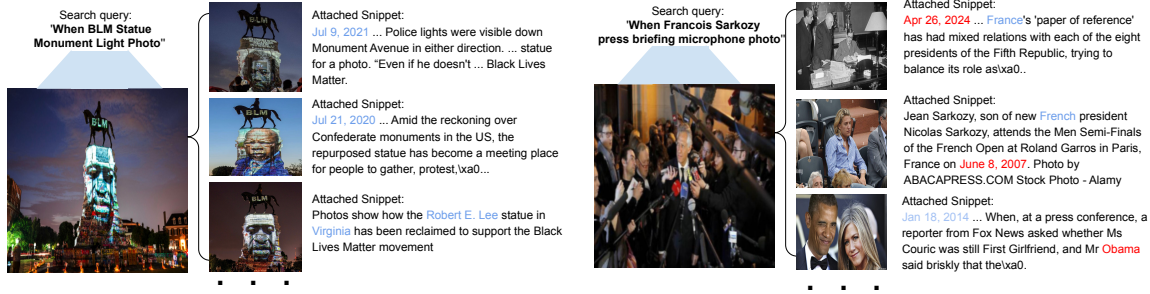 Search query:
'When BLM Statue
Monument Light Photo"
BLM
BLM
BLM
BLM
Attached Snippet:
Jul 9, 2021 ... Police lights were visible down
Monument Avenue in either direction. ... statue
for a photo. “Even if he doesn't ... Black Lives
Matter.
Attached Snippet:
Jul 21, 2020 ... Amid the reckoning over
Confederate monuments in the US, the
repurposed statue has become a meeting place
for people to gather, protest,\xa0...
Attached Snippet:
Photos show how the Robert E. Lee statue in
Virginia has been reclaimed to support the Black
Lives Matter movement
Search query:
'When Francois Sarkozy
press briefing microphone photo"
Attached Snippet:
Apr 26, 2024 ... France's 'paper of reference'
has had mixed relations with each of the eight
presidents of the Fifth Republic, trying to
balance its role as\xa0..
Attached Snippet:
Jean Sarkozy, son of new French president
Nicolas Sarkozy, attends the Men Semi-Finals
of the French Open at Roland Garros in Paris,
France on June 8, 2007. Photo by
ABACAPRESS.COM Stock Photo - Alamy
Attached Snippet:
Jan 18, 2014 ... When, at a press conference, a
reporter from Fox News asked whether Ms
Couric was still First Girlfriend, and Mr Obama
said briskly that the\xa0.